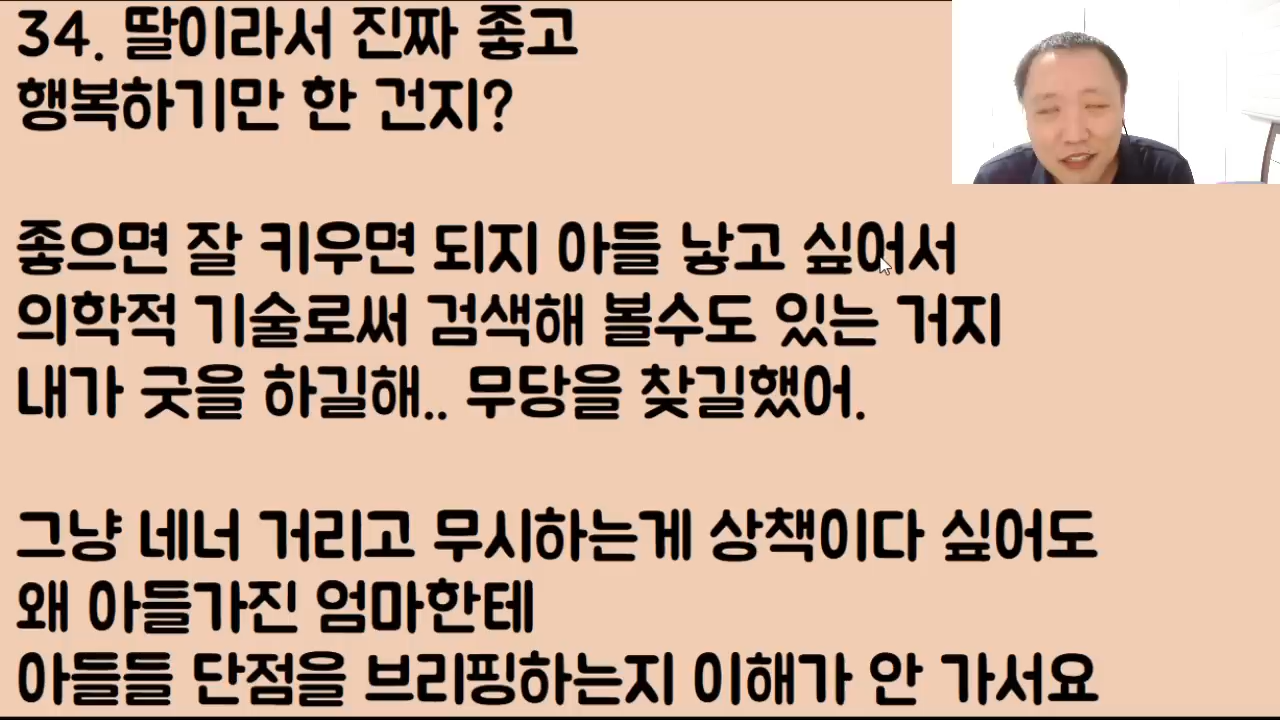 34. 딸이라서 진짜 좋고
행복하기만 한 건지?
좋으면 잘 키우면 되지 아들 낳고 싶어서
의학적 기술로써 검색해 볼수도 있는 거지
내가 굿을 하길해.. 무당을 찾길했어.
그냥 네너 거리고 무시하는게 상책이다 싶어도
왜 아들가진 엄마한테
아들들 단점을 브리핑하는지 이해가 안 가서요